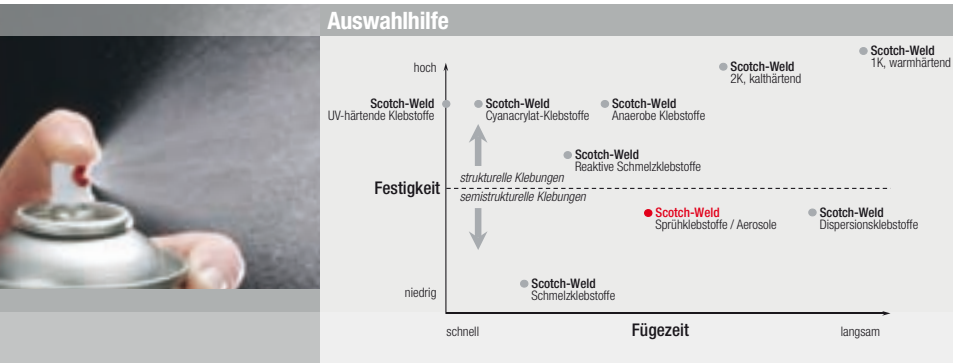 Auswahlhilfe
hoch
Scotch-Weld
1K, warmhärtend
Scotch-Weld
2K, kalthärtend
Scotch-Weld
UV-härtende Klebstoffe
Scotch-Weld
Cyanacrylat-Klebstoffe
Scotch-Weld
Anaerobe Klebstoffe
Scotch-Weld
Reaktive Schmelzklebstoffe
strukturelle Klebungen
Festigkeit
semistrukturelle Klebungen
Scotch-Weld
Sprühklebstoffe / Aerosole
Scotch-Weld
Dispersionsklebstoffe
Scotch-Weld
Schmelzklebstoffe
niedrig
schnell
Fügezeit
langsam